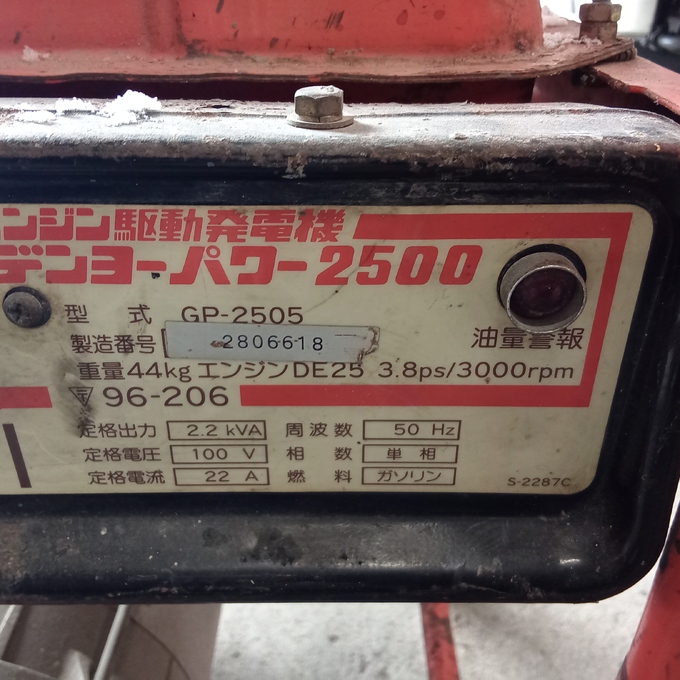 エンジン駆動発電機
デンヨーパワー2500
型式 GP-2505
製造番号 2806618
油量警報
重量44kg エンジンDE25 3.8ps/3000rpm
96-206
定格出力 2.2 kVA 周波数 50 Hz
定格電圧 100 V 相数 単相
定格電流 22 A 燃料 ガソリン
S-2287C